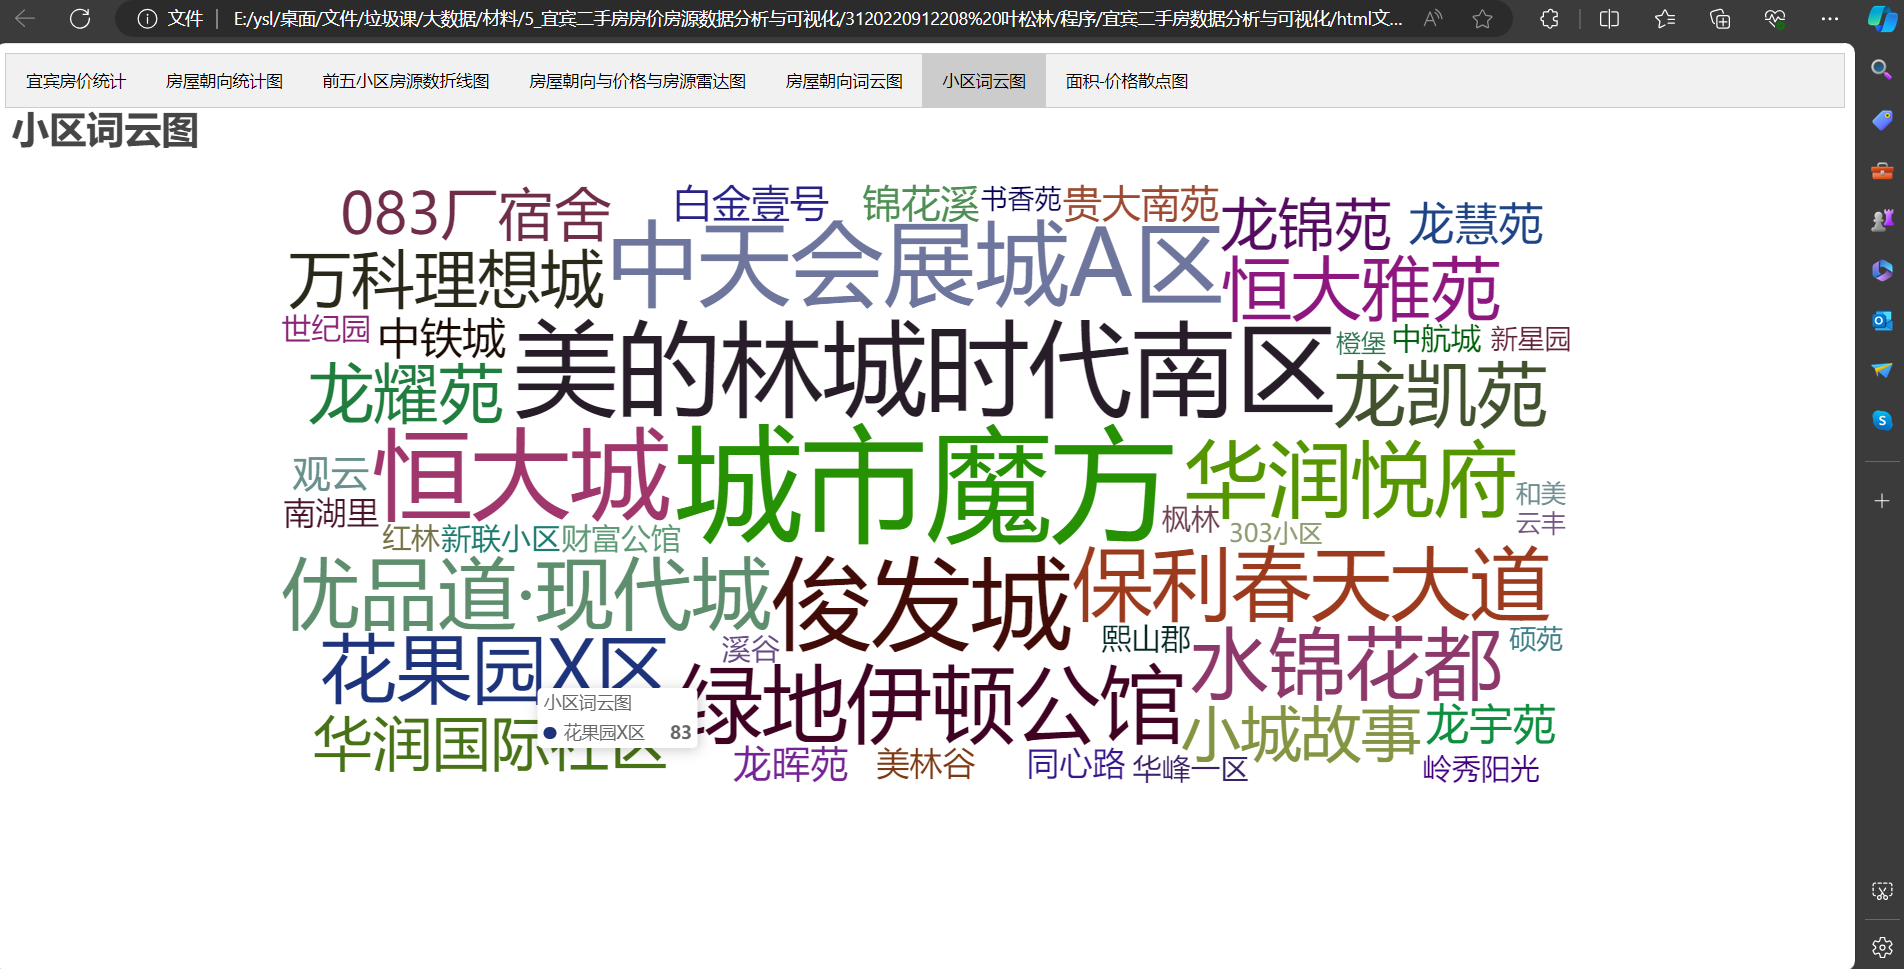 文件 E:/ysl/桌面/文件/垃圾课/大数据/材料/5_宜宾二手房房价房源数据分析与可视化/3120220912208%20叶松林/程序/宜宾二手房数据分析与可视化/html文...
宜宾房价统计 房屋朝向统计图 前五小区房源数折线图 房屋朝向与价格与房源雷达图 房屋朝向词云图 小区词云图 面积-价格散点图
小区词云图
083厂宿舍 白金壹号 锦花溪 书香苑 贵大南苑 龙锦苑 龙慧苑
万科理想城 中天会展城A区 恒大雅苑
世纪园 中铁城 美的林城时代南区 橙堡 中航城 新星园
龙耀苑 龙凯苑
观云 恒大城 城市魔方 华润悦府 和美
南湖里 枫林 云丰
红林 新联小区 财富公馆 303小区
优品道·现代城 俊发城 保利春天大道
花果园X区 溪谷 熙山郡 水锦花都 硕苑
绿地伊顿公馆
小区词云图
花果园X区 83
华润国际社区 小城故事 龙宇苑
龙晖苑 美林谷 同心路 华峰一区 岭秀阳光